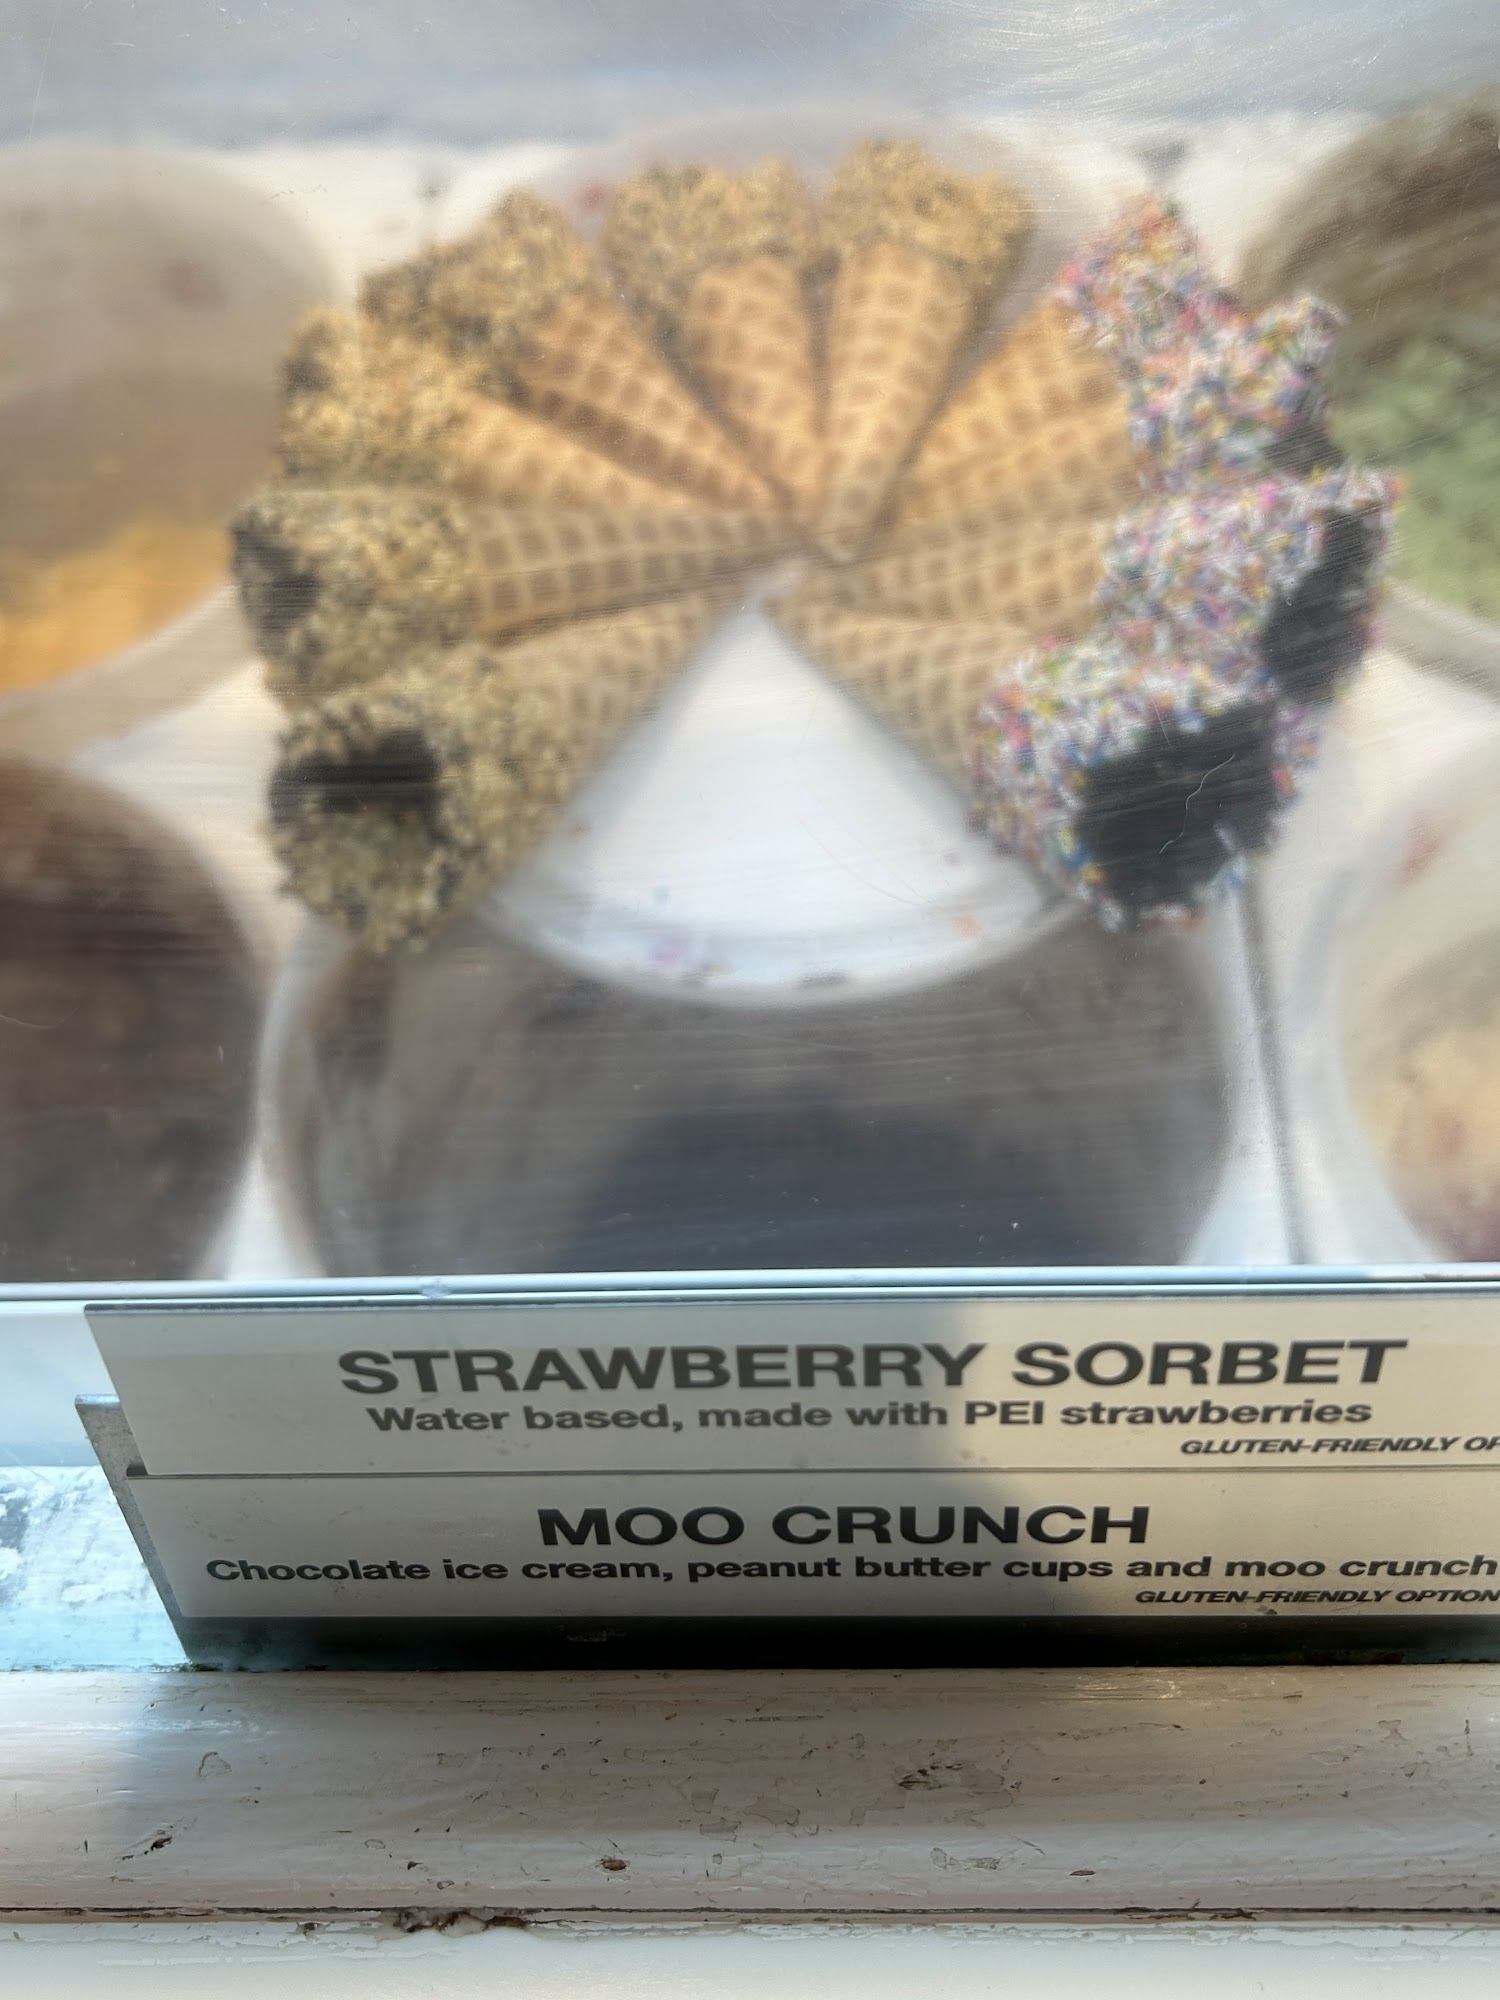 STRAWBERRY SORBET
Water based, made with PEI strawberries
GLUTEN-FRIENDLY
MOO CRUNCH
Chocolate ice cream, peanut butter cups and moo crunch
GLUTEN-FRIENDLY OPTION